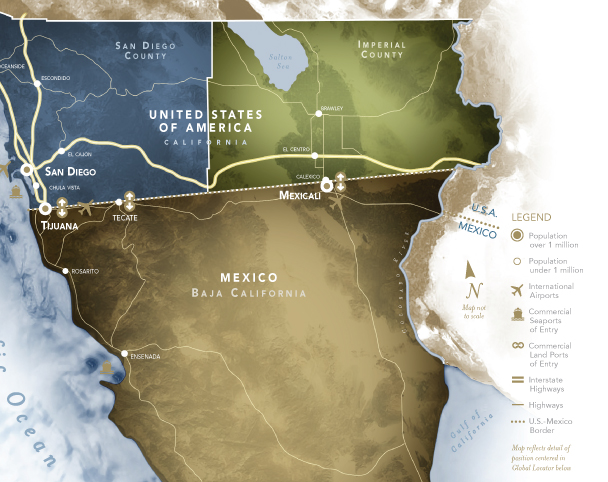 SAN DIEGO
COUNTY
IMPERIAL
COUNTY
Salton
Sea
OCEANSIDE
ESCONDIDO
BRAWLEY
UNITED STATES
OF AMERICA
CALIFORNIA
EL CAJON
EL CENTRO
SAN DIEGO
CHULA VISTA
CALEXICO
MEXICALI
TIJUANA
TECATE
U.S.A.
MEXICO
ROSARITO
MEXICO
BAJA CALIFORNIA
COLORADO RIVER
ENSENADA
Ocean
Gulf of
California
N
Map not
to scale
LEGEND
Population
over 1 million
Population
under 1 million
International
Airports
Commercial
Seaports
of Entry
Commercial
Land Ports
of Entry
Interstate
Highways
Highways
U.S.-Mexico
Border
Map reflects detail of
position centered in
Global Locator below